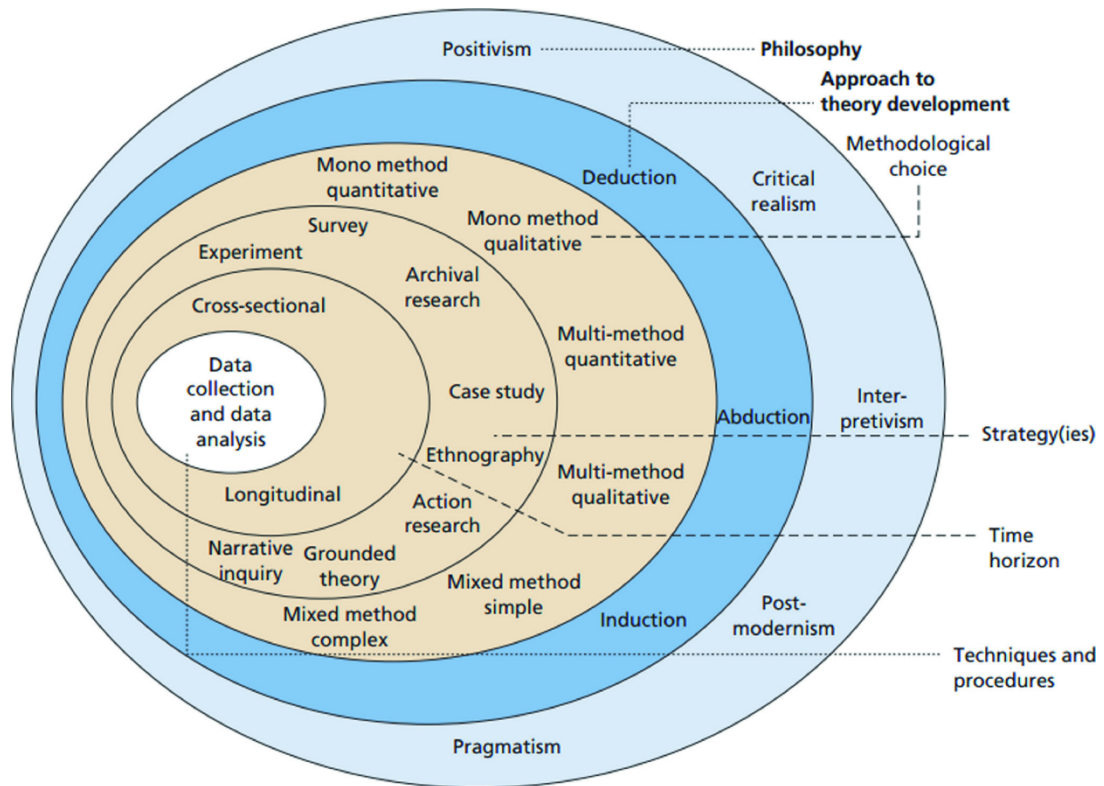 Positivism
Philosophy
Approach to
theory development
Methodological
choice
Mono method
quantitative
Deduction
Critical
realism
Mono method
qualitative
Survey
Experiment
Archival
research
Cross-sectional
Multi-method
quantitative
Data
collection
and data
analysis
Case study
Abduction
Inter-
pretivism
Strategy(ies)
Ethnography
Multi-method
qualitative
Longitudinal
Action
research
Time
horizon
Narrative
inquiry
Grounded
theory
Mixed method
simple
Mixed method
complex
Induction
Post-
modernism
Techniques and
procedures
Pragmatism